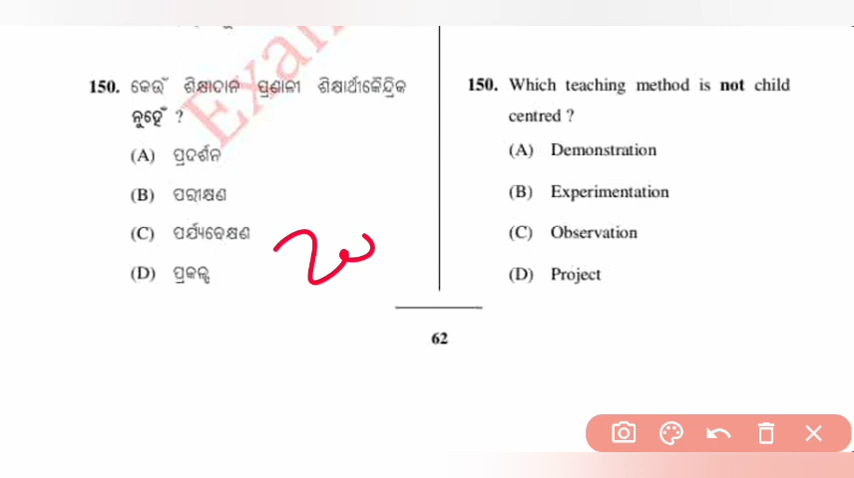 Exam
150. କେଉଁ ଶିକ୍ଷାଦାନ ପ୍ରଣାଳୀ ଶିକ୍ଷାର୍ଥୀକୈନ୍ଦ୍ରିକ
ନୁହେଁ ?
(A) ପ୍ରଦର୍ଶନ
(B) ପରୀକ୍ଷଣ
(C) ପର୍ଯ୍ୟବେକ୍ଷଣ
(D) ପ୍ରକଳ୍ପ
150. Which teaching method is not child
centred ?
(A) Demonstration
(B) Experimentation
(C) Observation
(D) Project
62